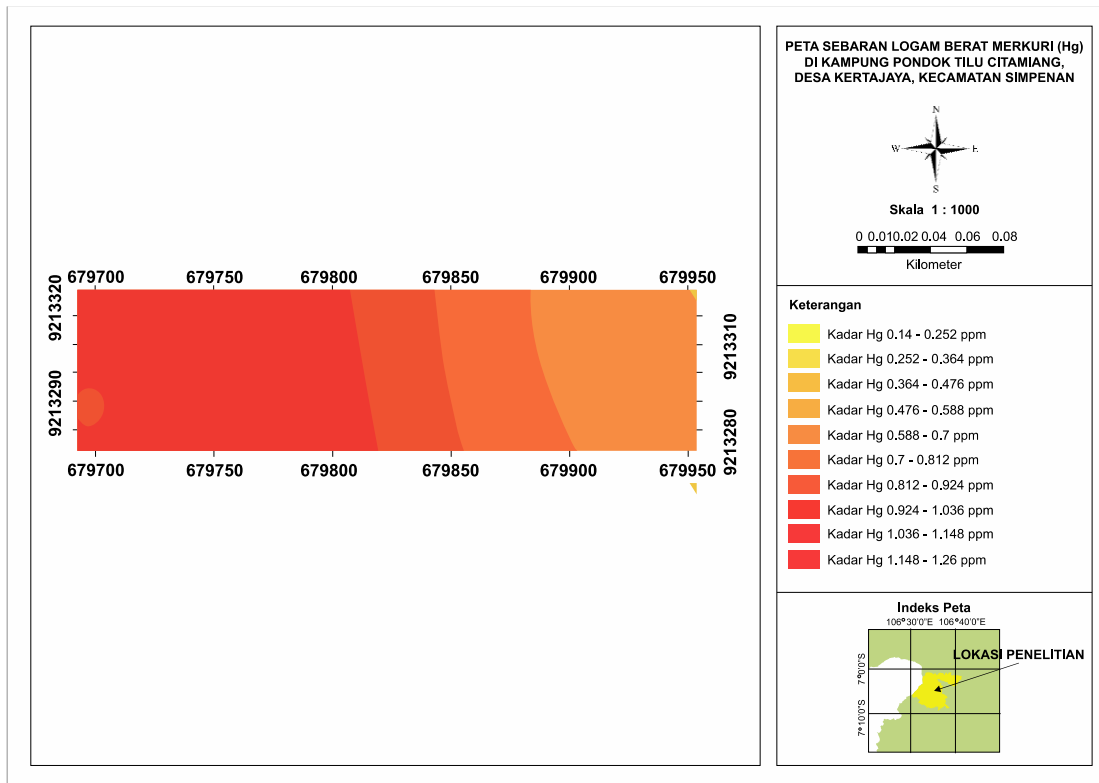 PETA SEBARAN LOGAM BERAT MERKURI (Hg)
DI KAMPUNG PONDOK TILU CITAMIANG,
DESA KERTAJAYA, KECAMATAN SIMPENAN
N
W E
S
Skala 1 : 1000
0 0.01 0.02 0.04 0.06 0.08
Kilometer
679700 679750 679800 679850 679900 679950
9213320
9213290
9213310
9213280
679700 679750 679800 679850 679900 679950
Keterangan
Kadar Hg 0.14 - 0.252 ppm
Kadar Hg 0.252 - 0.364 ppm
Kadar Hg 0.364 - 0.476 ppm
Kadar Hg 0.476 - 0.588 ppm
Kadar Hg 0.588 - 0.7 ppm
Kadar Hg 0.7 - 0.812 ppm
Kadar Hg 0.812 - 0.924 ppm
Kadar Hg 0.924 - 1.036 ppm
Kadar Hg 1.036 - 1.148 ppm
Kadar Hg 1.148 - 1.26 ppm
Indeks Peta
106°30'0"E 106°40'0"E
LOKASI PENELITIAN
7°0'0"S
7°10'0"S